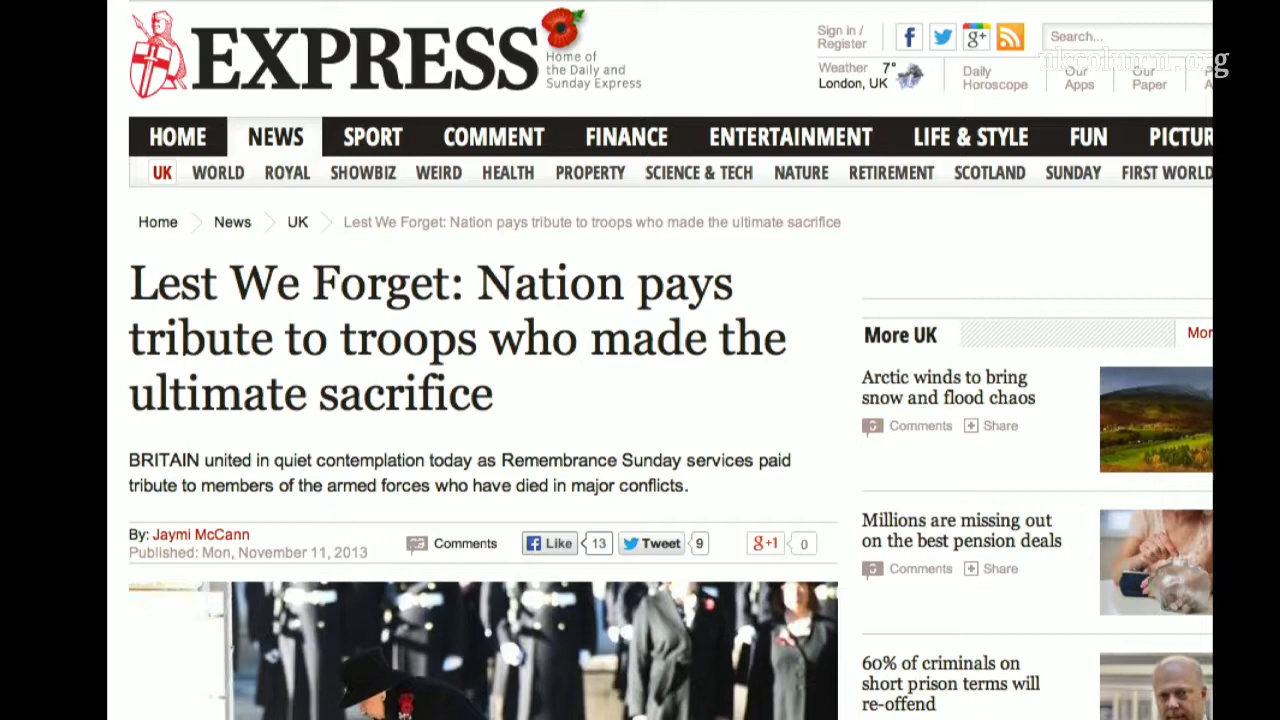 EXPRESS
Home of
the Daily and
Sunday Express
Sign in /
Register
f
g+
Search...
Weather 7°
London, UK
Daily
Horoscope
Our
Apps
Our
Paper
ukcolumn.org
HOME NEWS SPORT COMMENT FINANCE ENTERTAINMENT LIFE & STYLE FUN PICTUR
UK WORLD ROYAL SHOWBIZ WEIRD HEALTH PROPERTY SCIENCE & TECH NATURE RETIREMENT SCOTLAND SUNDAY FIRST WORLD
Home News UK Lest We Forget: Nation pays tribute to troops who made the ultimate sacrifice
Lest We Forget: Nation pays
tribute to troops who made the
ultimate sacrifice
BRITAIN united in quiet contemplation today as Remembrance Sunday services paid
tribute to members of the armed forces who have died in major conflicts.
By: Jaymi McCann
Published: Mon, November 11, 2013
Comments f Like 13 Tweet 9 g+1 0
More UK Mor
Arctic winds to bring
snow and flood chaos
Comments + Share
Millions are missing out
on the best pension deals
Comments + Share
60% of criminals on
short prison terms will
re-offend